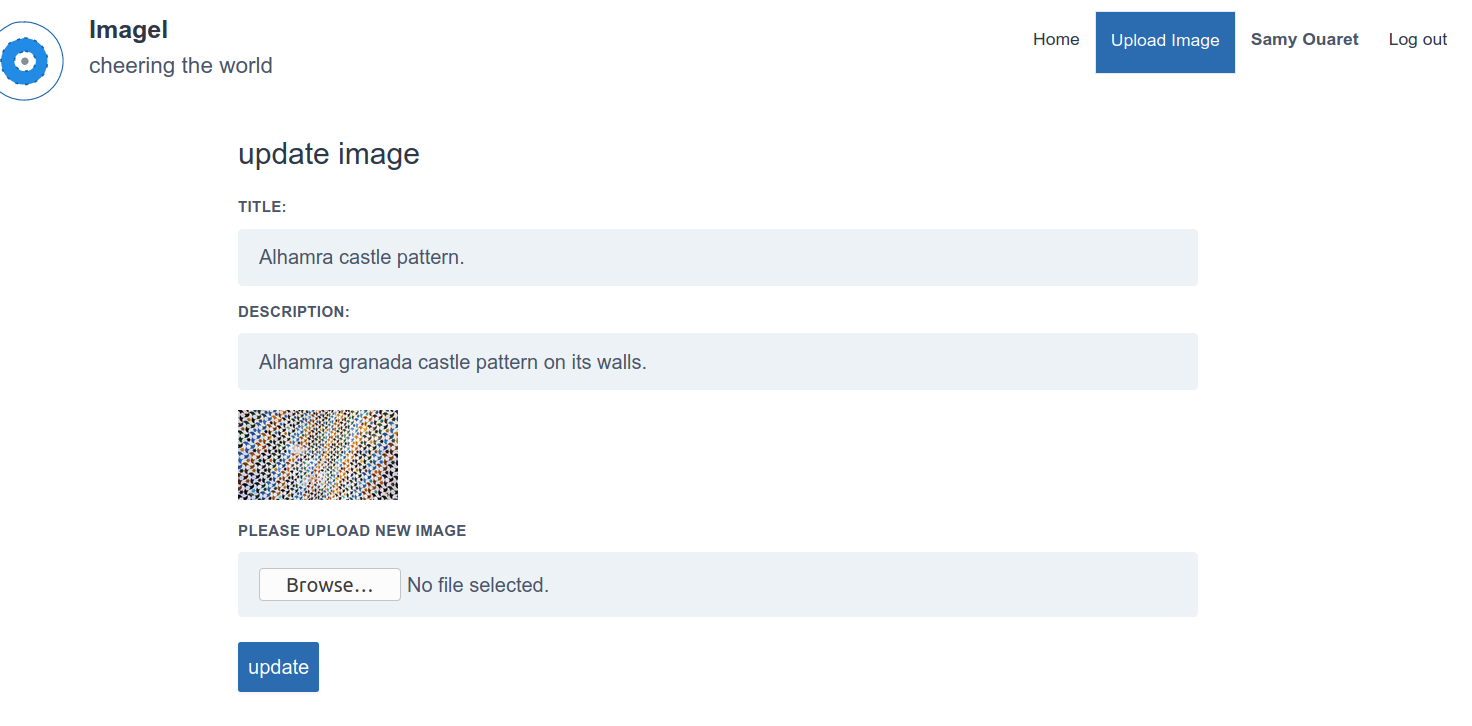 Imagel
cheering the world
Home
Upload Image
Samy Ouaret
Log out
update image
TITLE:
Alhamra castle pattern.
DESCRIPTION:
Alhamra granada castle pattern on its walls.
PLEASE UPLOAD NEW IMAGE
Browse... No file selected.
update